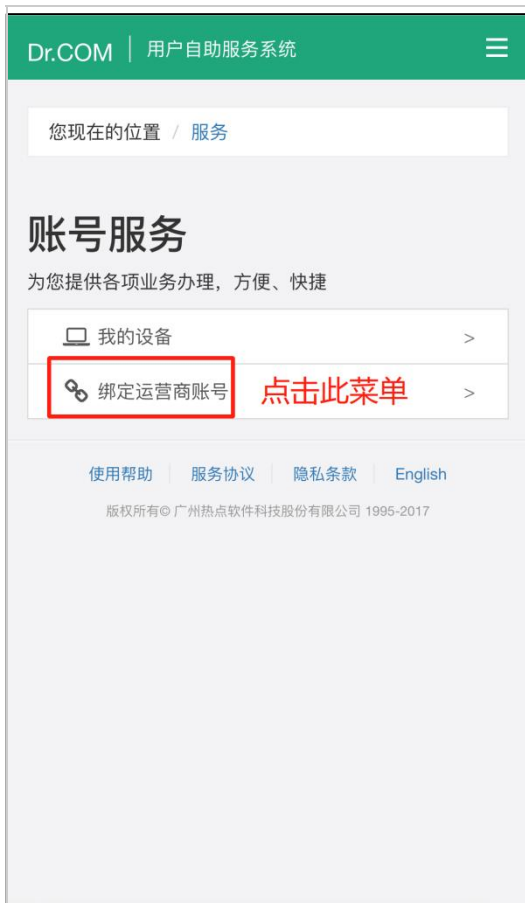 Dr.COM 用户自助服务系统
您现在的位置 / 服务
账号服务
为您提供各项业务办理，方便、快捷
我的设备 >
绑定运营商账号 点击此菜单 >
使用帮助 服务协议 隐私条款 English
版权所有© 广州热点软件科技股份有限公司 1995-2017